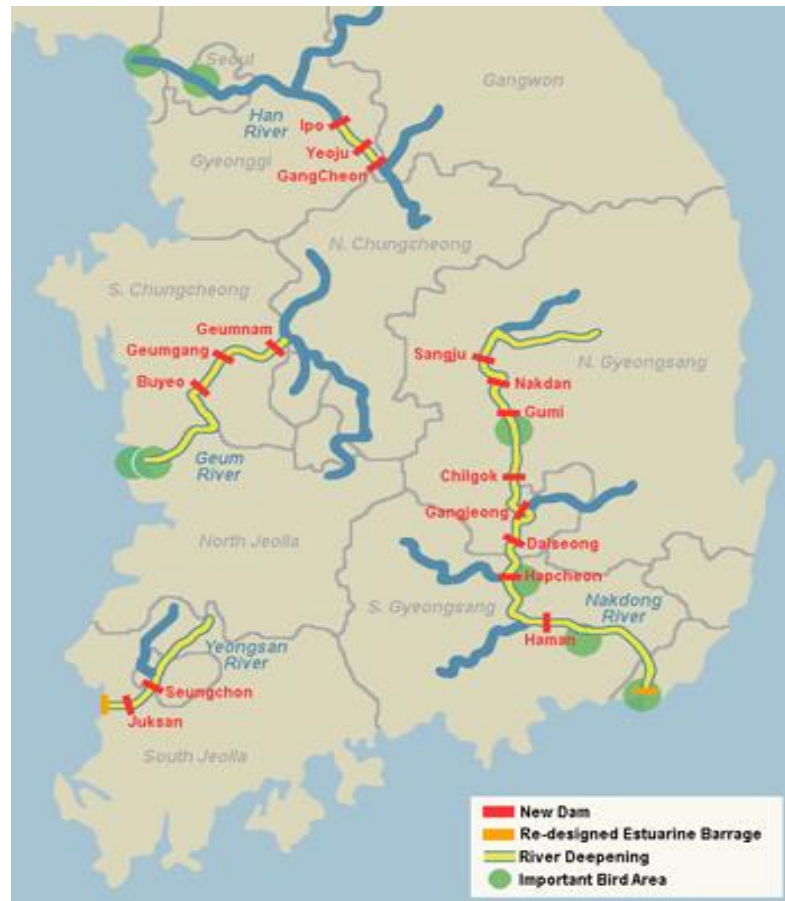 Seoul
Gangwon
Han
River
Ipo
Yeoju
Gyeonggi
GangCheon
N. Chungcheong
S. Chungcheong
Geumnam
Geumgang
Buyeo
Sangju
N. Gyeongsang
Nakdan
Gumi
Geum
River
Chilgok
Gangjeong
North Jeolla
Dalseong
Hapcheon
S. Gyeongsang
Nakdong
River
Haman
Yeongsan
River
Seungchon
Juksan
South Jeolla
New Dam
Re-designed Estuarine Barrage
River Deepening
Important Bird Area